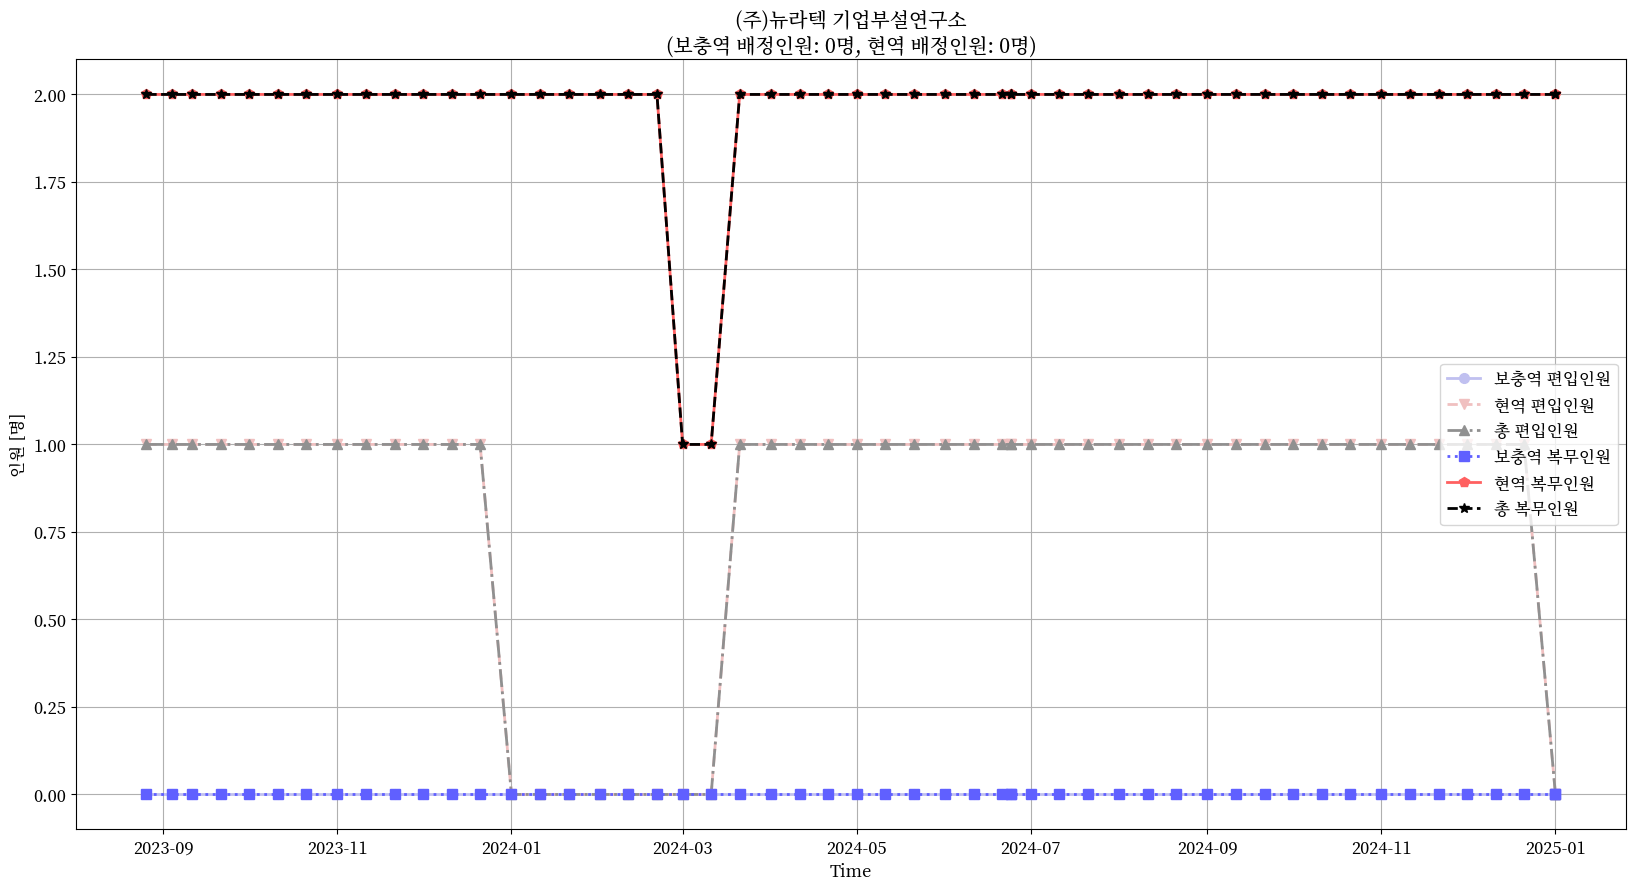 (주)뉴라텍 기업부설연구소
(보충역 배정인원: 0명, 현역 배정인원: 0명)
인원 [명]
2.00
1.75
1.50
1.25
1.00
0.75
0.50
0.25
0.00
보충역 편입인원
현역 편입인원
총 편입인원
보충역 복무인원
현역 복무인원
총 복무인원
2023-09
2023-11
2024-01
2024-03
2024-05
2024-07
2024-09
2024-11
2025-01
Time